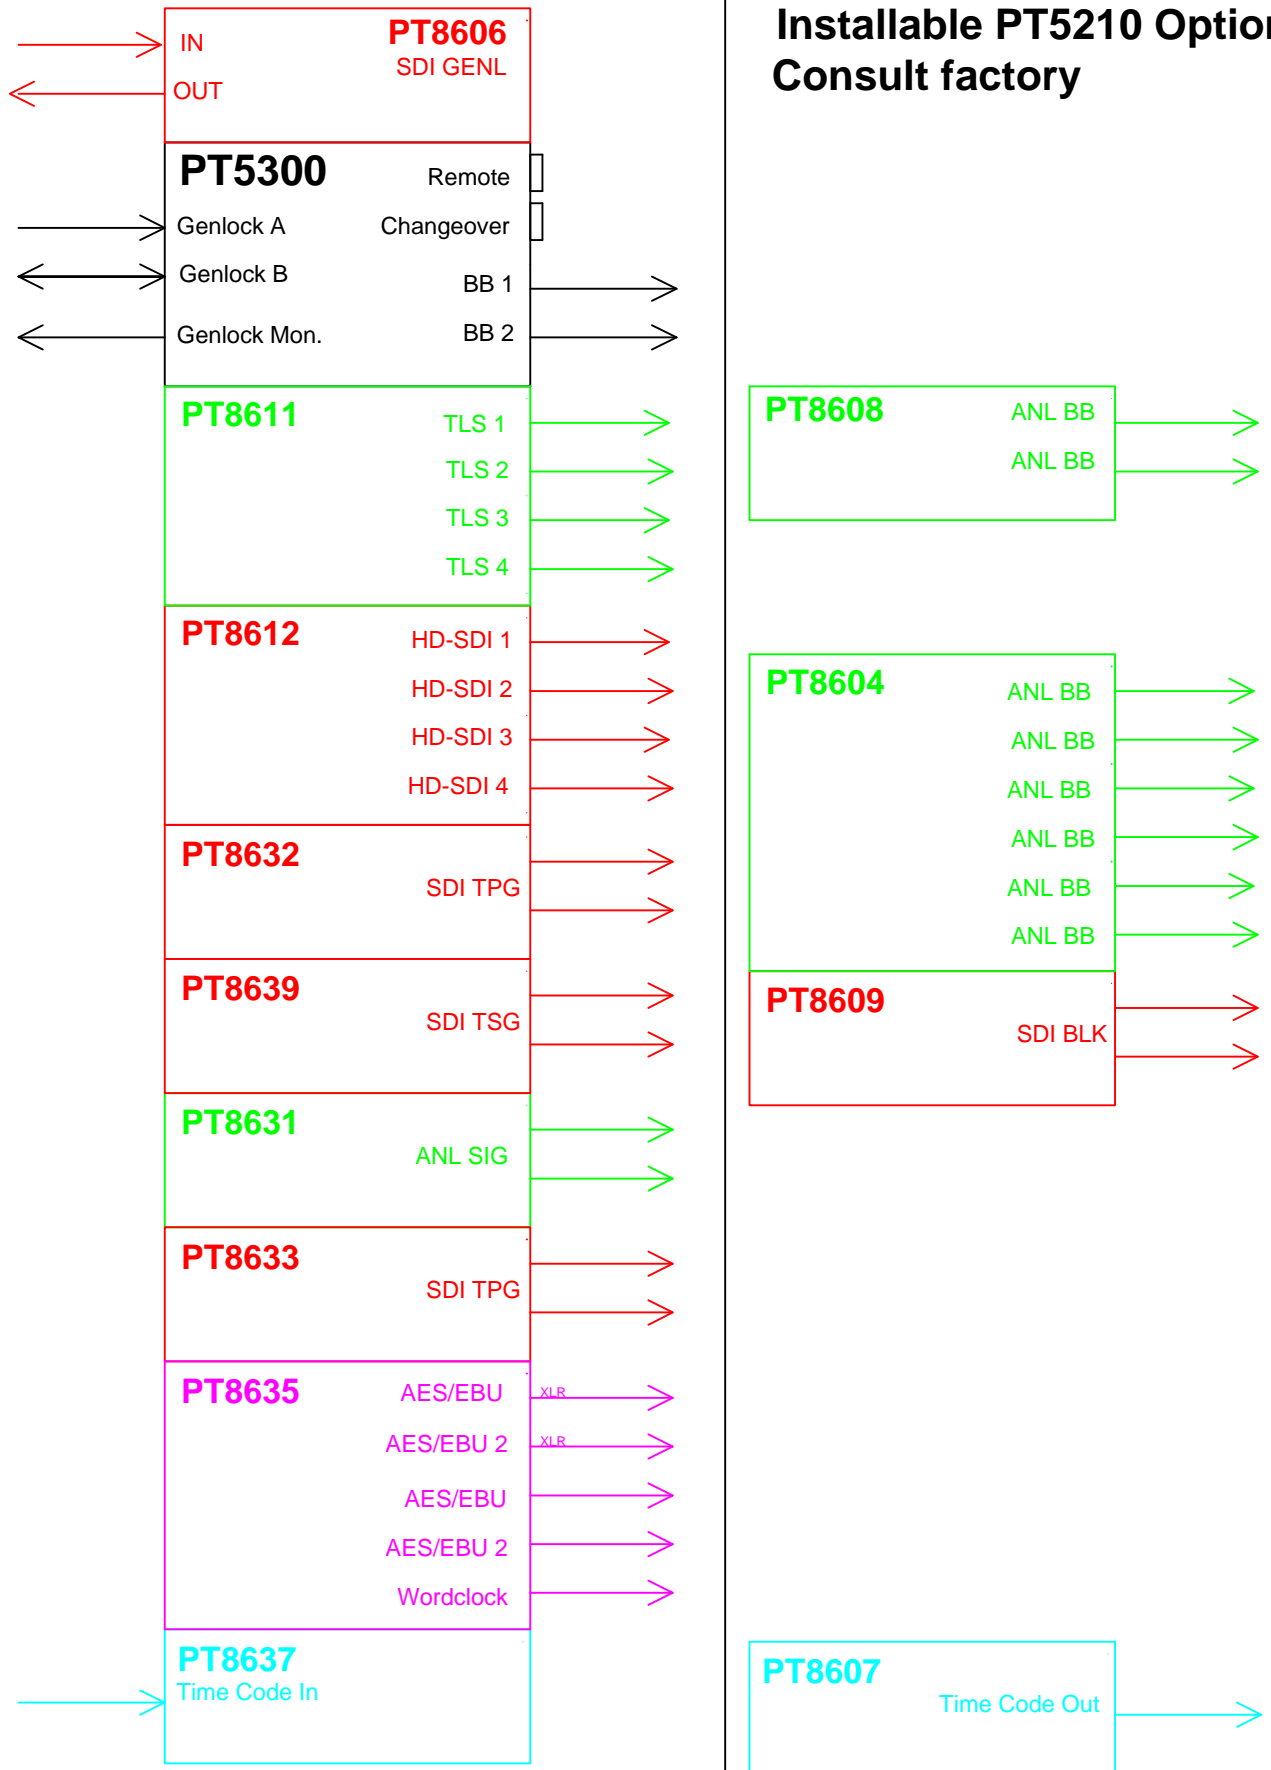 IN
PT8606
SDI GENL
OUT
PT5300
Remote
Genlock A
Changeover
Genlock B
BB 1
Genlock Mon.
BB 2
PT8611
TLS 1
TLS 2
TLS 3
TLS 4
PT8612
HD-SDI 1
HD-SDI 2
HD-SDI 3
HD-SDI 4
PT8632
SDI TPG
PT8639
SDI TSG
PT8631
ANL SIG
PT8633
SDI TPG
PT8635
AES/EBU
XLR
AES/EBU 2
XLR
AES/EBU
AES/EBU 2
Wordclock
PT8637
Time Code In
Installable PT5210 Option
Consult factory
PT8608
ANL BB
ANL BB
PT8604
ANL BB
ANL BB
ANL BB
ANL BB
ANL BB
ANL BB
PT8609
SDI BLK
PT8607
Time Code Out